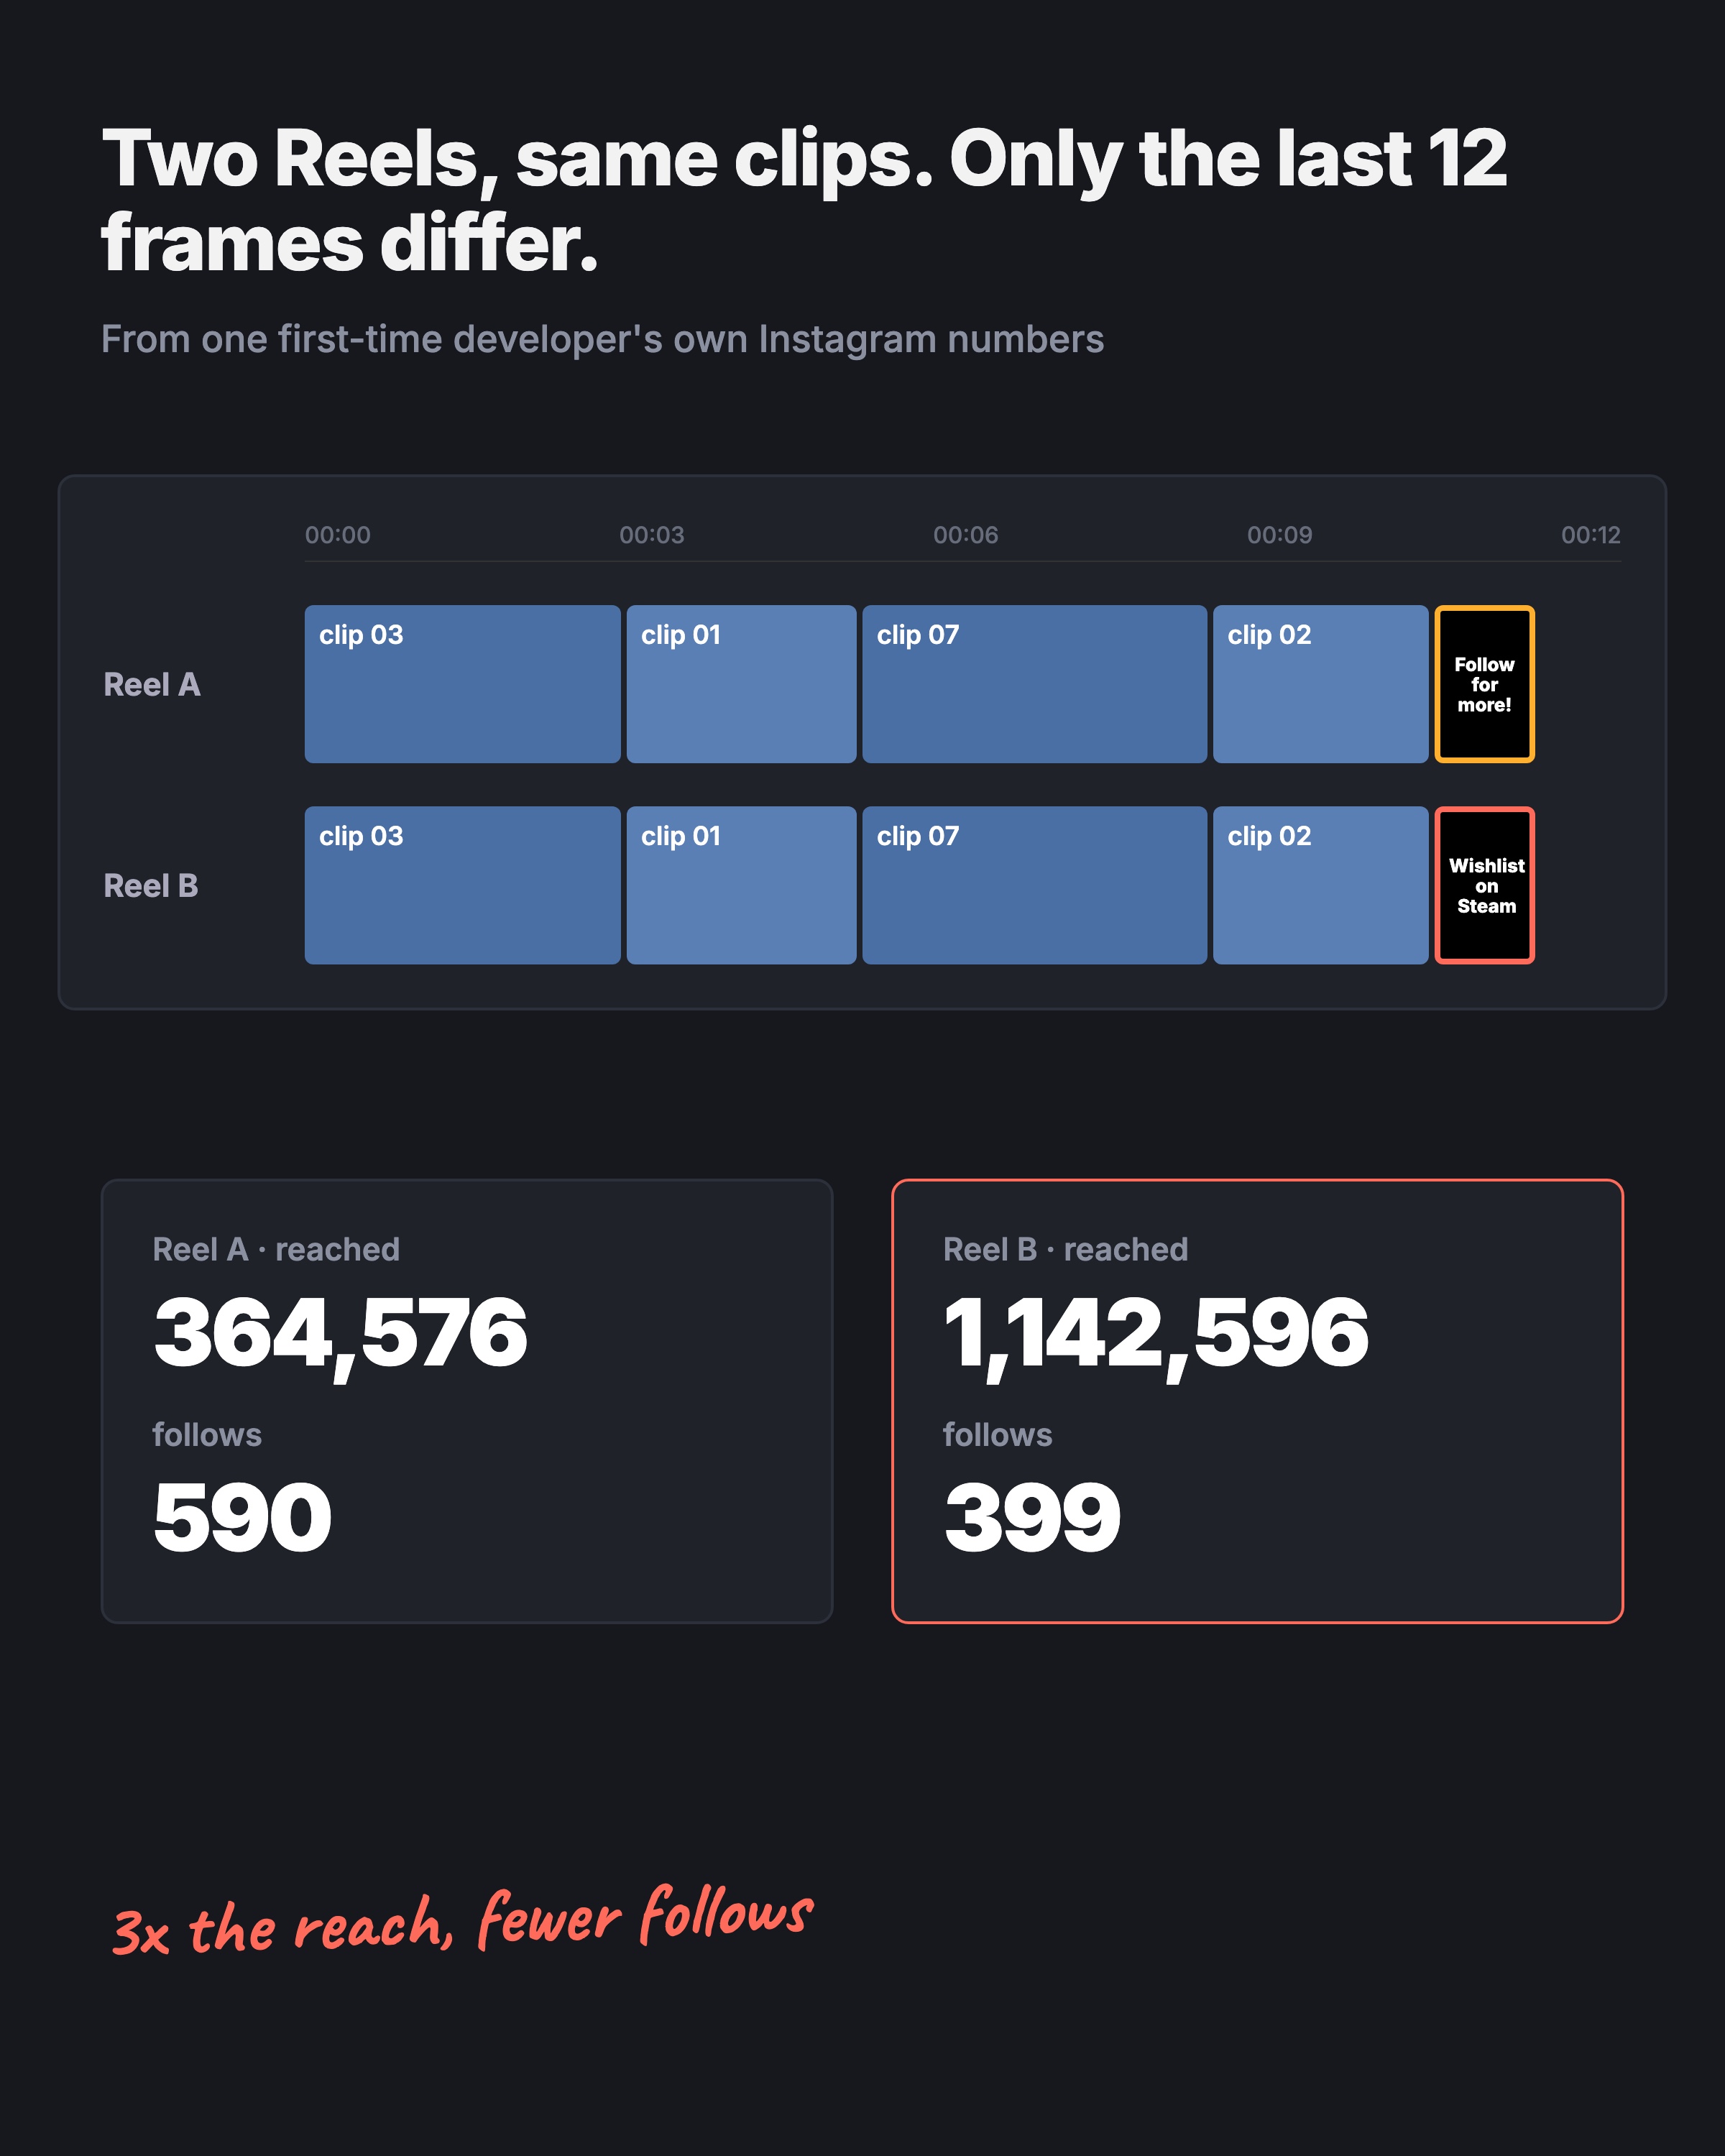 Two Reels, same clips. Only the last 12
frames differ.
From one first-time developer's own Instagram numbers
00:00 00:03 00:06 00:09 00:12
Reel A
clip 03
clip 01
clip 07
clip 02
Follow
for
more!
Reel B
clip 03
clip 01
clip 07
clip 02
Wishlist
on
Steam
Reel A · reached
364,576
follows
590
Reel B · reached
1,142,596
follows
399
3x the reach, fewer follows